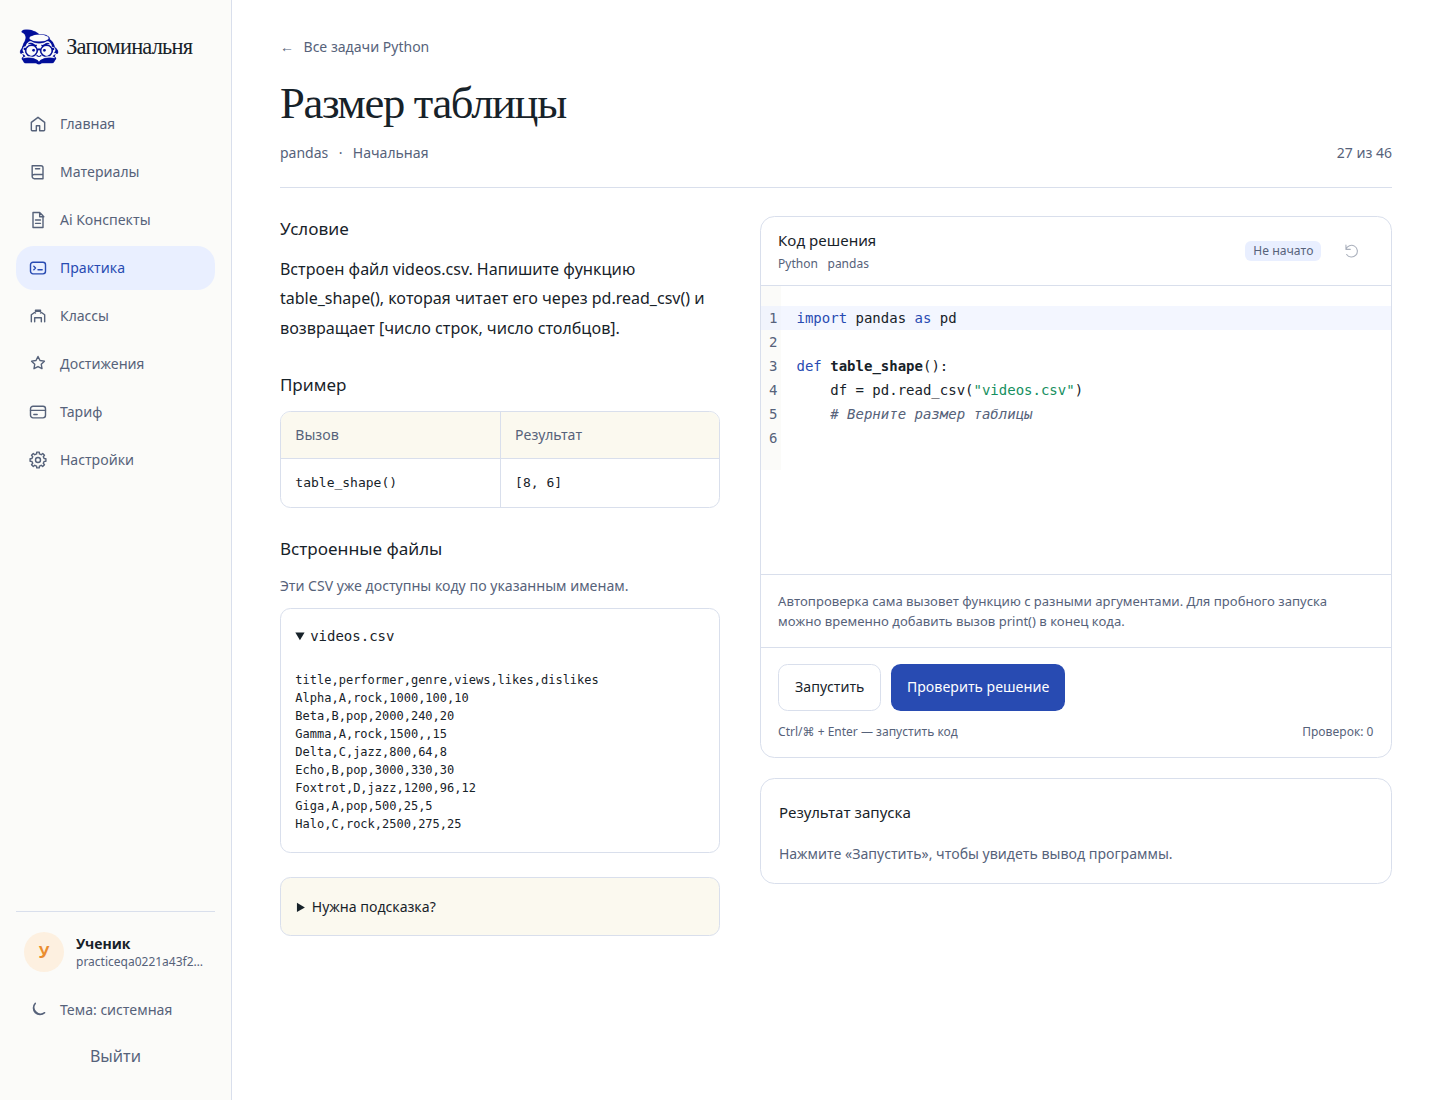 Запоминальня
Главная
Материалы
Ai Конспекты
Практика
Классы
Достижения
Тариф
Настройки
У
Ученик
practiceqa0221a43f2...
Тема: системная
Выйти
← Все задачи Python
Размер таблицы
pandas · Начальная
27 из 46
Условие
Встроен файл videos.csv. Напишите функцию
table_shape(), которая читает его через pd.read_csv() и
возвращает [число строк, число столбцов].
Пример
Вызов Результат
table_shape() [8, 6]
Встроенные файлы
Эти CSV уже доступны коду по указанным именам.
▼ videos.csv
title,performer,genre,views,likes,dislikes
Alpha,A,rock,1000,100,10
Beta,B,pop,2000,240,20
Gamma,A,rock,1500,,15
Delta,C,jazz,800,64,8
Echo,B,pop,3000,330,30
Foxtrot,D,jazz,1200,96,12
Giga,A,pop,500,25,5
Halo,C,rock,2500,275,25
▶ Нужна подсказка?
Код решения
Python pandas
Не начато
1 import pandas as pd
2
3 def table_shape():
4     df = pd.read_csv("videos.csv")
5     # Верните размер таблицы
6
Автопроверка сама вызовет функцию с разными аргументами. Для пробного запуска
можно временно добавить вызов print() в конец кода.
Запустить
Проверить решение
Ctrl/⌘ + Enter — запустить код
Проверок: 0
Результат запуска
Нажмите «Запустить», чтобы увидеть вывод программы.